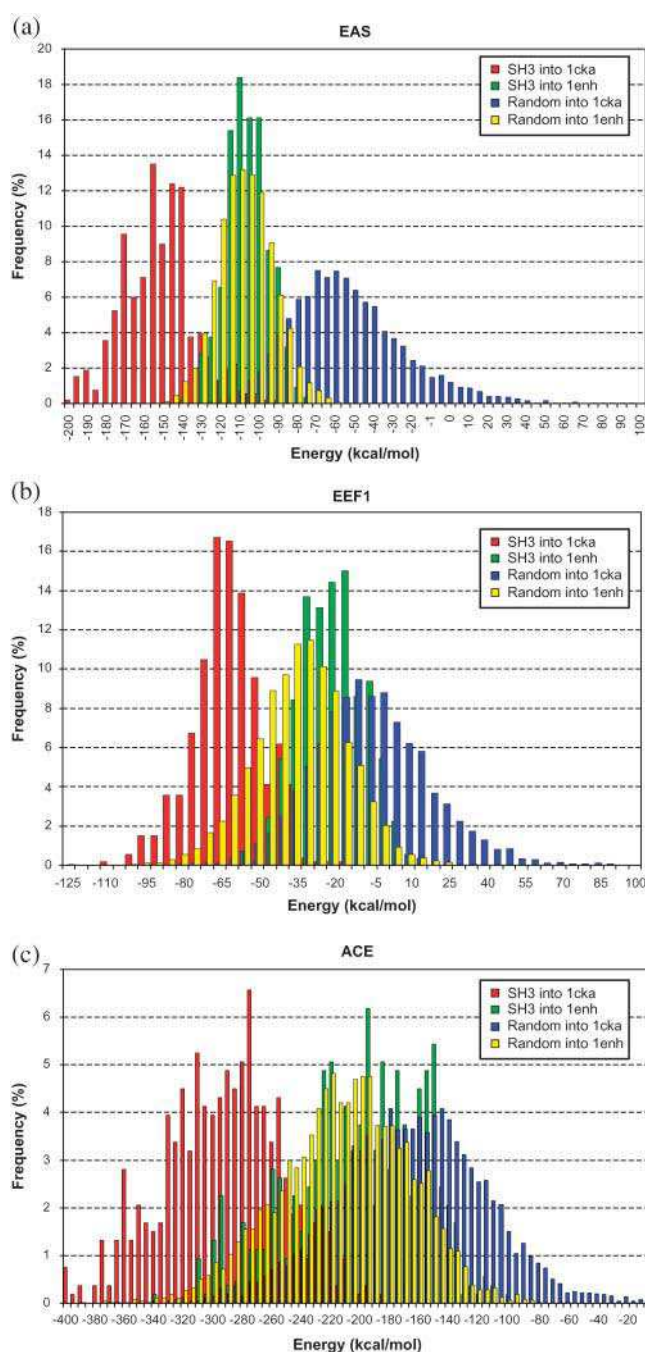 (a)
EAS
20
18
16
14
12
10
8
6
4
2
0
Frequency (%)
SH3 into 1cka
SH3 into 1enh
Random into 1cka
Random into 1enh
-200 -190 -180 -170 -160 -150 -140 -130 -120 -110 -100 -90 -80 -70 -60 -50 -40 -30 -20 -1 0 10 20 30 40 50 60 70 80 90 100
Energy (kcal/mol)
(b)
EEF1
18
16
14
12
10
8
6
4
2
0
Frequency (%)
SH3 into 1cka
SH3 into 1enh
Random into 1cka
Random into 1enh
-125 -110 -95 -80 -65 -50 -35 -20 -5 10 25 40 55 70 85 100
Energy (kcal/mol)
(c)
ACE
7
6
5
4
3
2
1
0
Frequency (%)
SH3 into 1cka
SH3 into 1enh
Random into 1cka
Random into 1enh
-400 -380 -360 -340 -320 -300 -280 -260 -240 -220 -200 -180 -160 -140 -120 -100 -80 -60 -40 -20
Energy (kcal/mol)